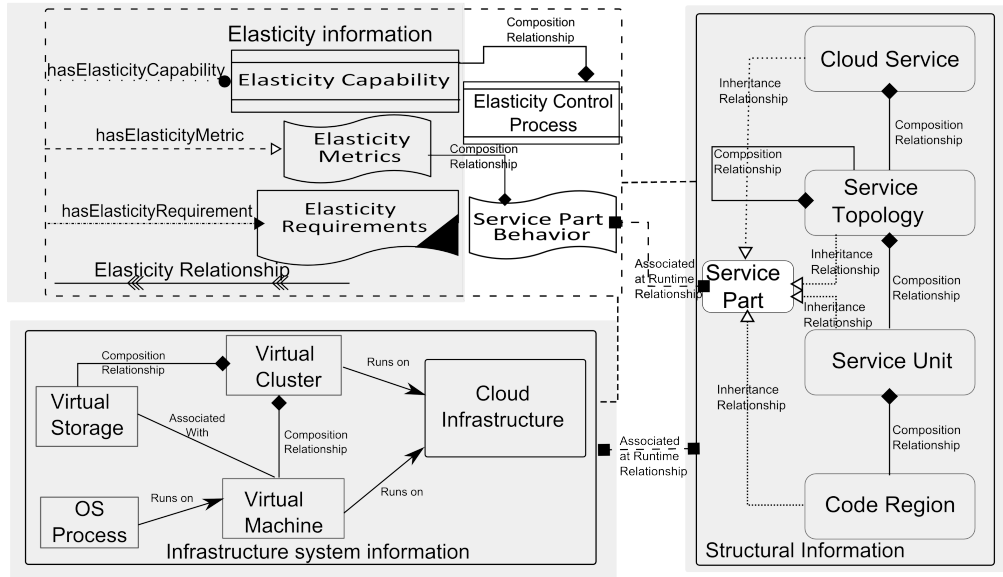 Elasticity information
hasElasticityCapability
Elasticity Capability
Composition
Relationship
Elasticity Control
Process
hasElasticityMetric
Elasticity
Metrics
Composition
Relationship
hasElasticityRequirement
Elasticity
Requirements
Service Part
Behavior
Elasticity Relationship
Associated
at Runtime
Relationship
Cloud Service
Inheritance
Relationship
Composition
Relationship
Composition
Relationship
Service
Topology
Service
Part
Inheritance
Relationship
Composition
Relationship
Inheritance
Relationship
Service Unit
Inheritance
Relationship
Composition
Relationship
Code Region
Structural Information
Associated
at Runtime
Relationship
Composition
Relationship
Virtual
Cluster
Runs on
Virtual
Storage
Associated
With
Composition
Relationship
Cloud
Infrastructure
OS
Process
Runs on
Virtual
Machine
Runs on
Infrastructure system information